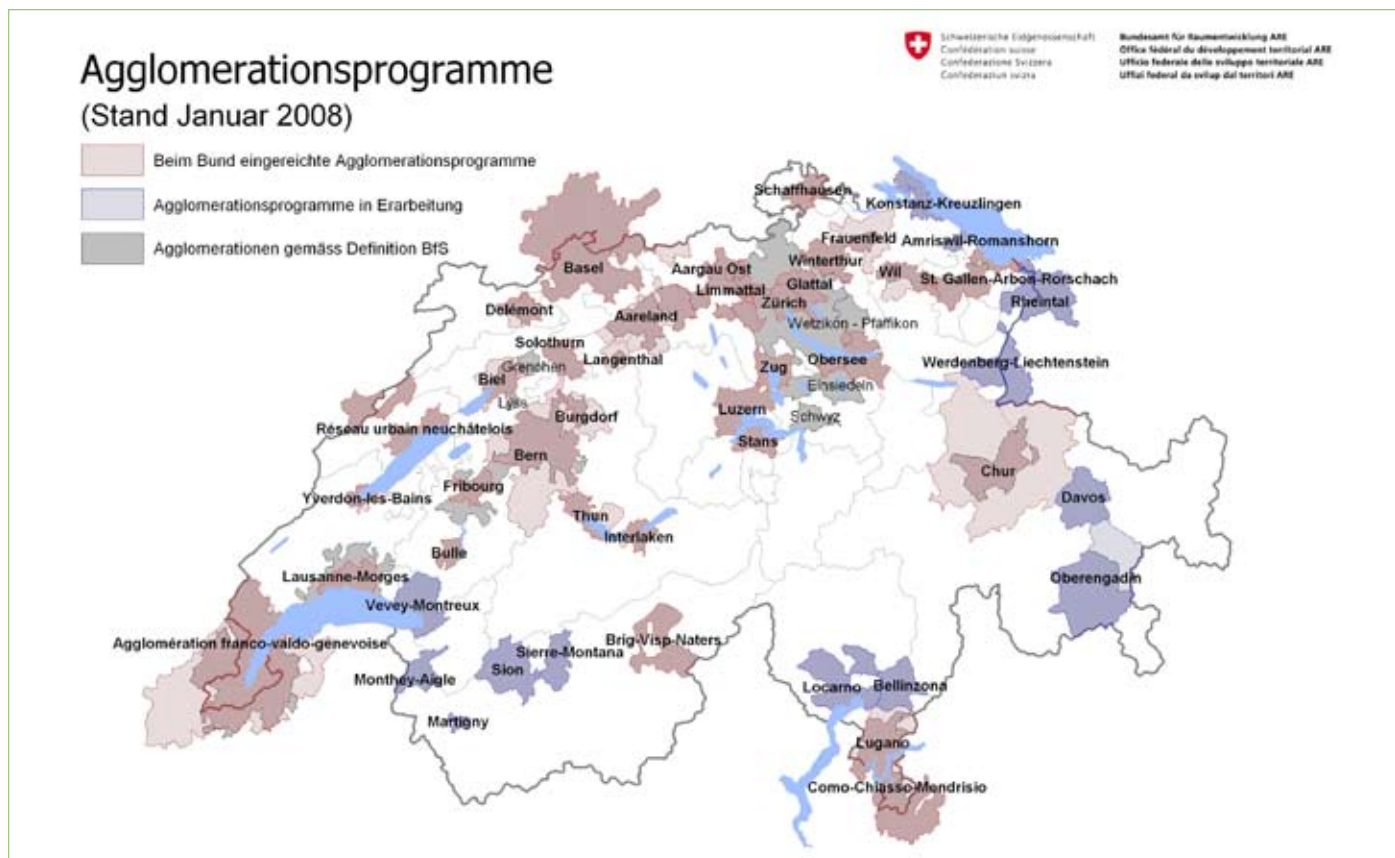 Schweizerische Eidgenossenschaft
Confédération suisse
Confederazione Svizzera
Confederaziun svizra
Bundesamt für Raumentwicklung ARE
Office fédéral du développement territorial ARE
Ufficio federale dello sviluppo territoriale ARE
Uffizi federal da svilup dal territori ARE
Agglomerationsprogramme
(Stand Januar 2008)
Beim Bund eingereichte Agglomerationsprogramme
Agglomerationsprogramme in Erarbeitung
Agglomerationen gemäss Definition BfS
Schaffhausen
Konstanz-Kreuzlingen
Frauenfeld
Amriswil-Romanshorn
Basel
Aargau Ost
Winterthur
Wil
St. Gallen-Arbon-Rorschach
Limmattal
Glattal
Rheintal
Delémont
Aareland
Zürich
Wetzikon - Pfäffikon
Solothurn
Langenthal
Obersee
Werdenberg-Liechtenstein
Grenchen
Biel
Zug
Einsiedeln
Lyss
Burgdorf
Luzern
Schwyz
Réseau urbain neuchâtelois
Stans
Bern
Chur
Fribourg
Yverdon-les-Bains
Davos
Thun
Interlaken
Bulle
Lausanne-Morges
Oberengadin
Vevey-Montreux
Agglomération franco-valdo-genevoise
Brig-Visp-Naters
Sierre-Montana
Sion
Monthey-Aigle
Locarno
Bellinzona
Martigny
Lugano
Como-Chiasso-Mendrisio